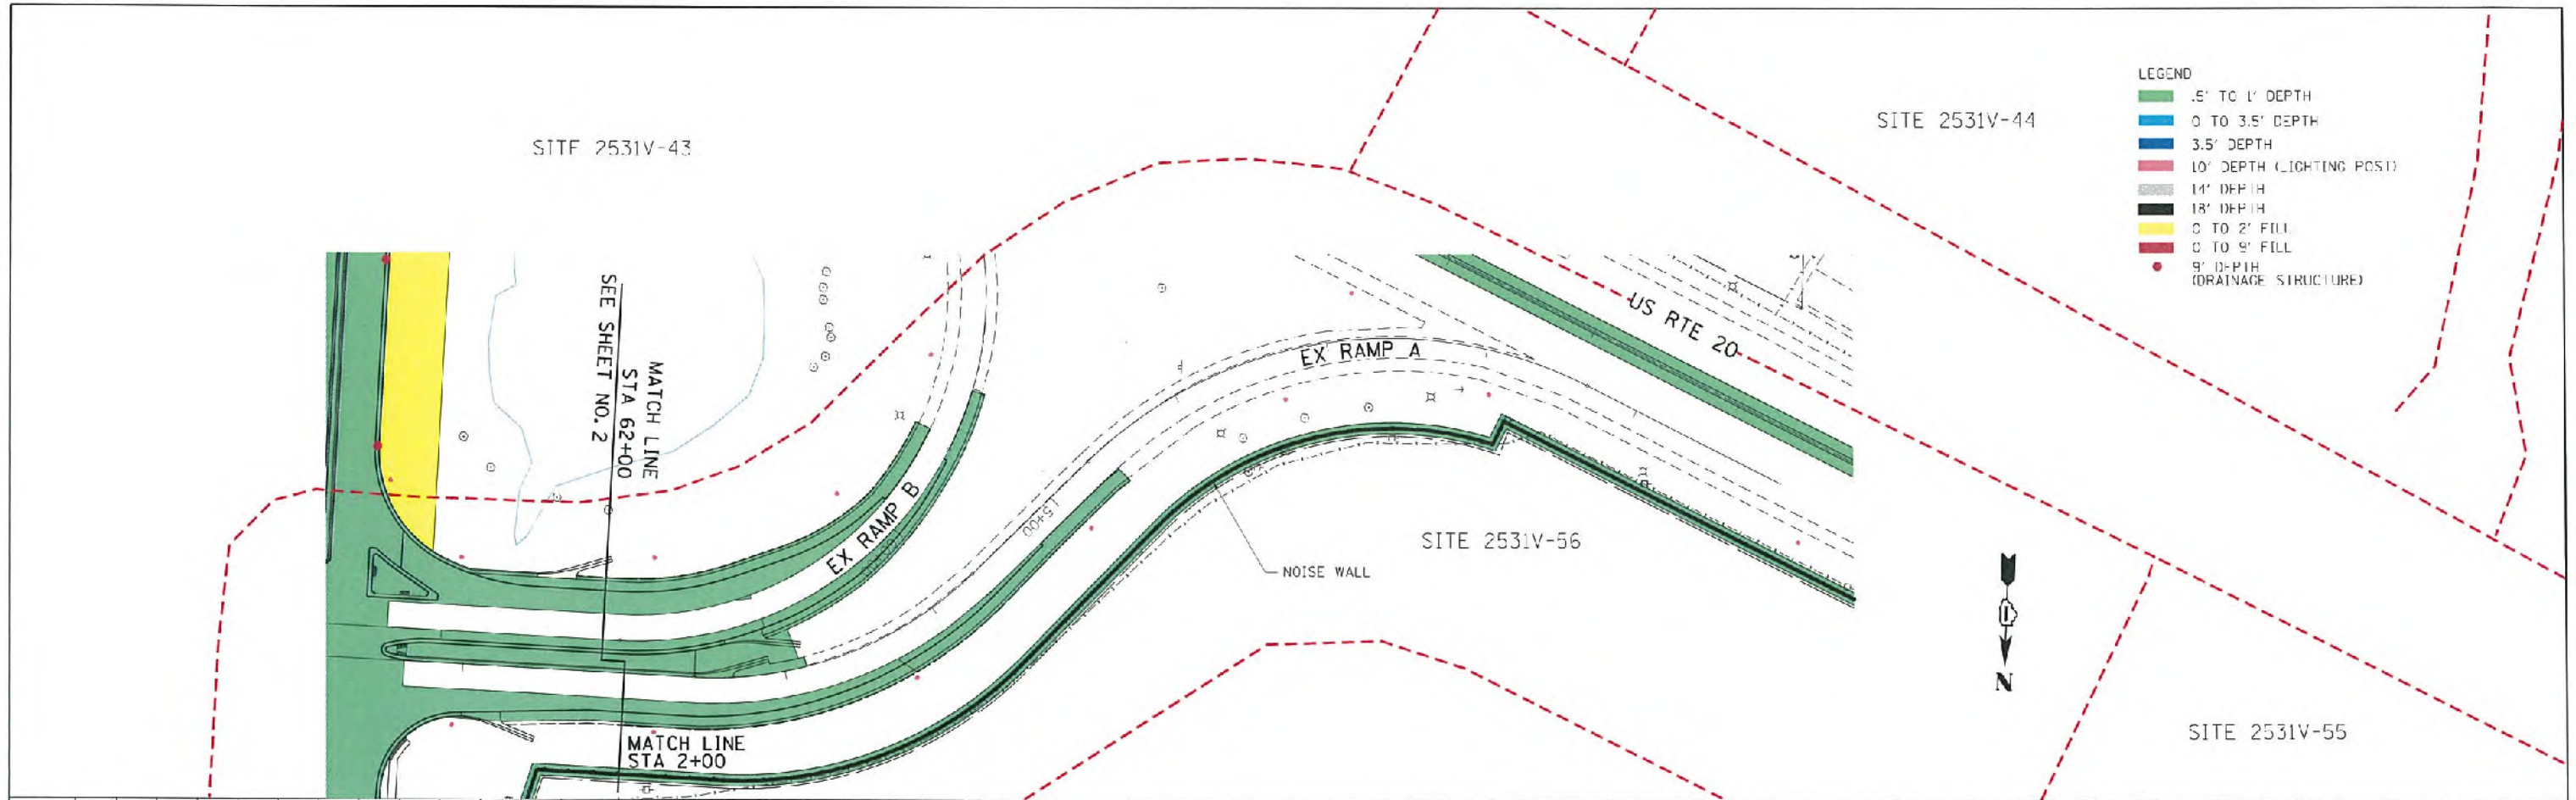 LEGEND
.5' TO 1' DEPTH
0 TO 3.5' DEPTH
3.5' DEPTH
10' DEPTH (LIGHTING POST)
14' DEPTH
18' DEPTH
0 TO 2' FILL
0 TO 9' FILL
9' DEPTH
(DRAINAGE STRUCTURE)
SITE 2531V-43
SITE 2531V-44
SEE SHEET NO. 2
MATCH LINE
STA 62+00
US RTE 20
EX RAMP A
EX RAMP B
15+00
SITE 2531V-56
NOISE WALL
N
SITE 2531V-55
MATCH LINE
STA 2+00